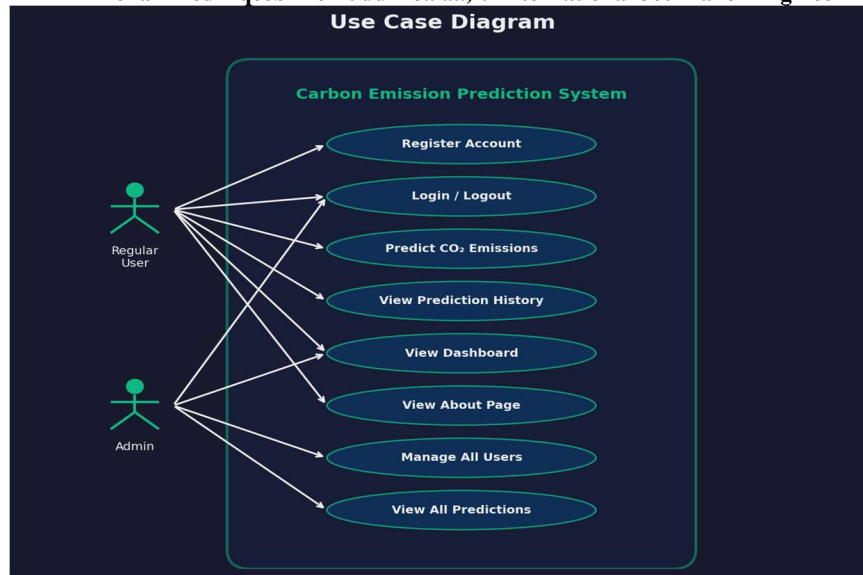 Use Case Diagram
Carbon Emission Prediction System
Register Account
Login / Logout
Predict CO₂ Emissions
Regular
User
View Prediction History
View Dashboard
View About Page
Admin
Manage All Users
View All Predictions